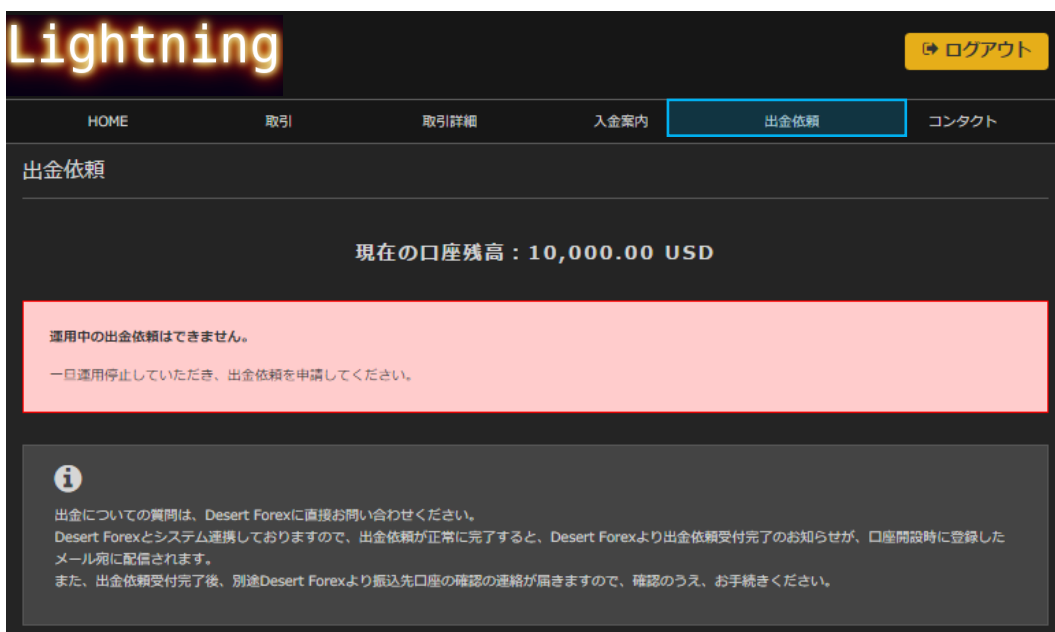 Lightning
ログアウト
HOME 取引 取引詳細 入金案内 出金依頼 コンタクト
出金依頼
現在の口座残高：10,000.00 USD
運用中の出金依頼はできません。
一旦運用停止していただき、出金依頼を申請してください。
出金についての質問は、Desert Forexに直接お問い合わせください。
Desert Forexとシステム連携しておりますので、出金依頼が正常に完了すると、Desert Forexより出金依頼受付完了のお知らせが、口座開設時に登録した
メール宛に配信されます。
また、出金依頼受付完了後、別途Desert Forexより振込先口座の確認の連絡が届きますので、確認のうえ、お手続きください。